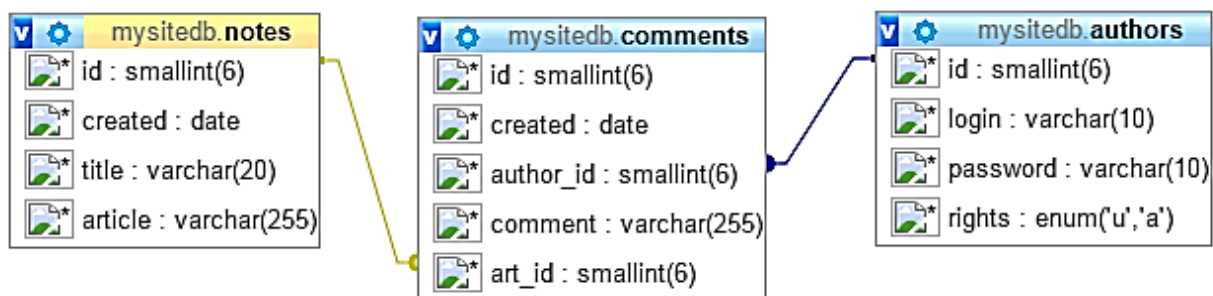 mysitedb.notes
id : smallint(6)
created : date
title : varchar(20)
article : varchar(255)
mysitedb.comments
id : smallint(6)
created : date
author_id : smallint(6)
comment : varchar(255)
art_id : smallint(6)
mysitedb.authors
id : smallint(6)
login : varchar(10)
password : varchar(10)
rights : enum('u','a')